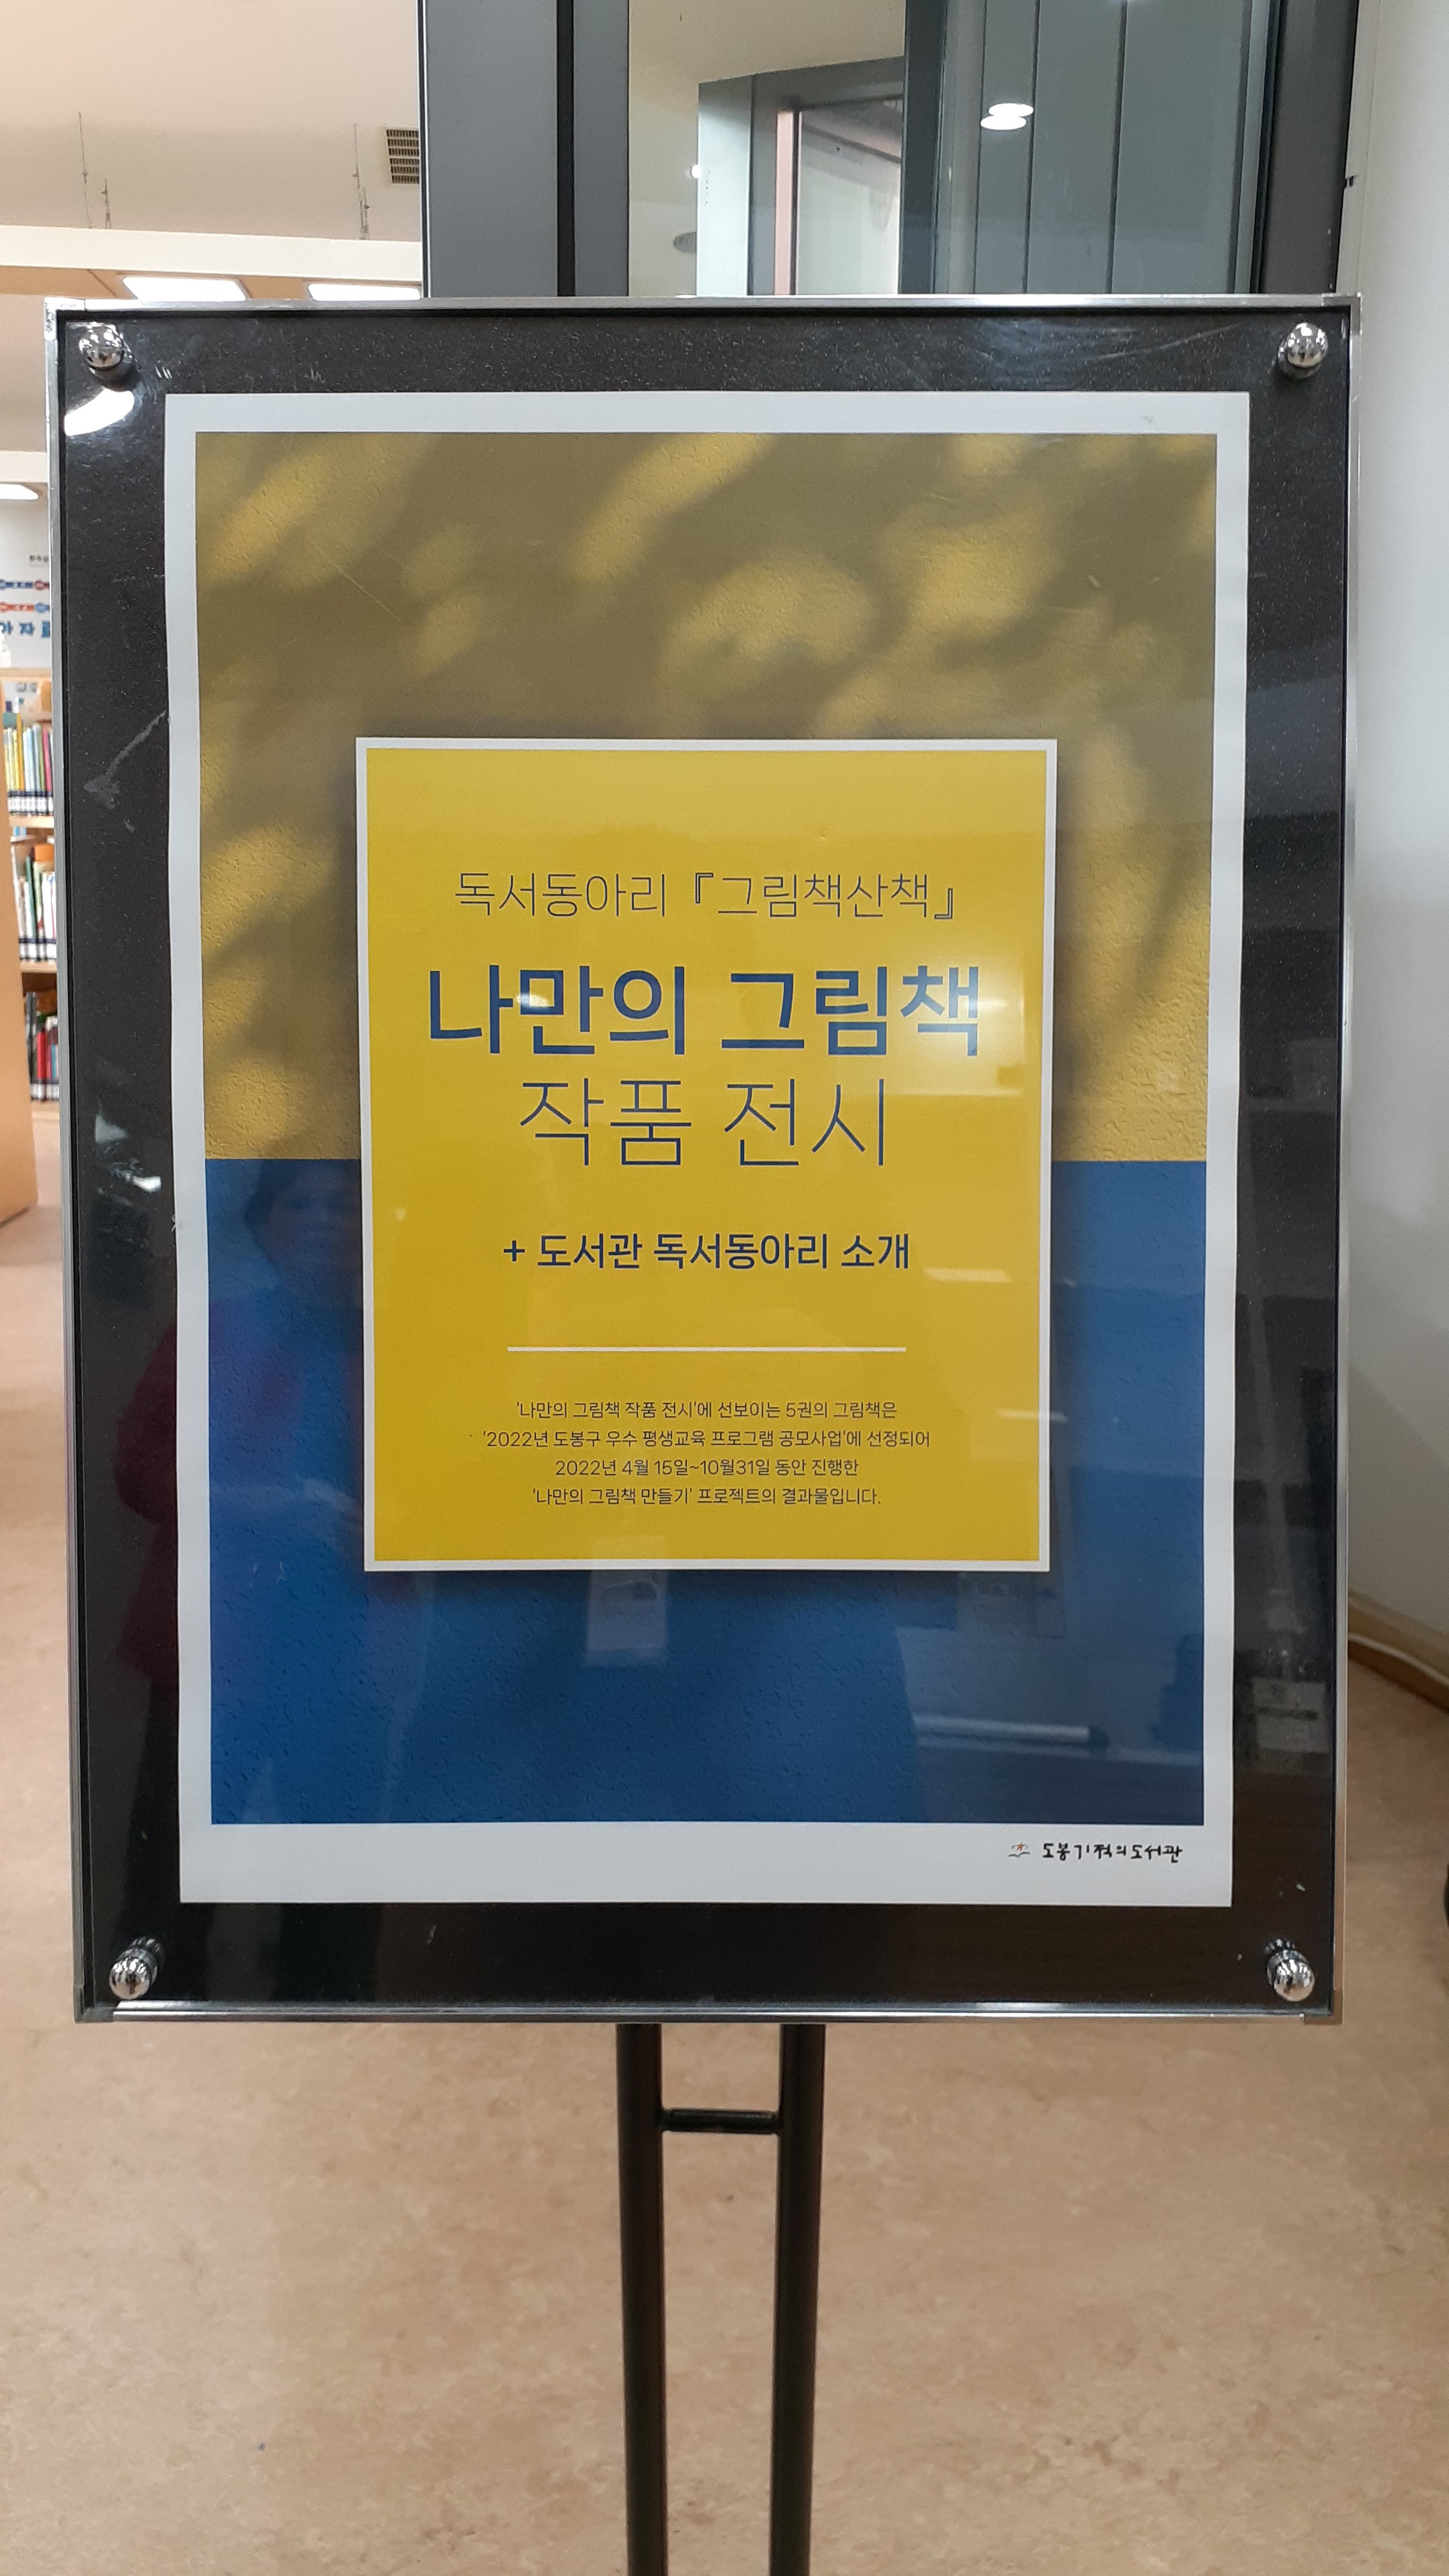 독서동아리『그림책산책』
나만의 그림책
작품 전시
+ 도서관 독서동아리 소개
'나만의 그림책 작품 전시'에 선보이는 5권의 그림책은
'2022년 도봉구 우수 평생교육 프로그램 공모사업'에 선정되어
2022년 4월 15일~10월31일 동안 진행한
'나만의 그림책 만들기' 프로젝트의 결과물입니다.
도봉기적의도서관